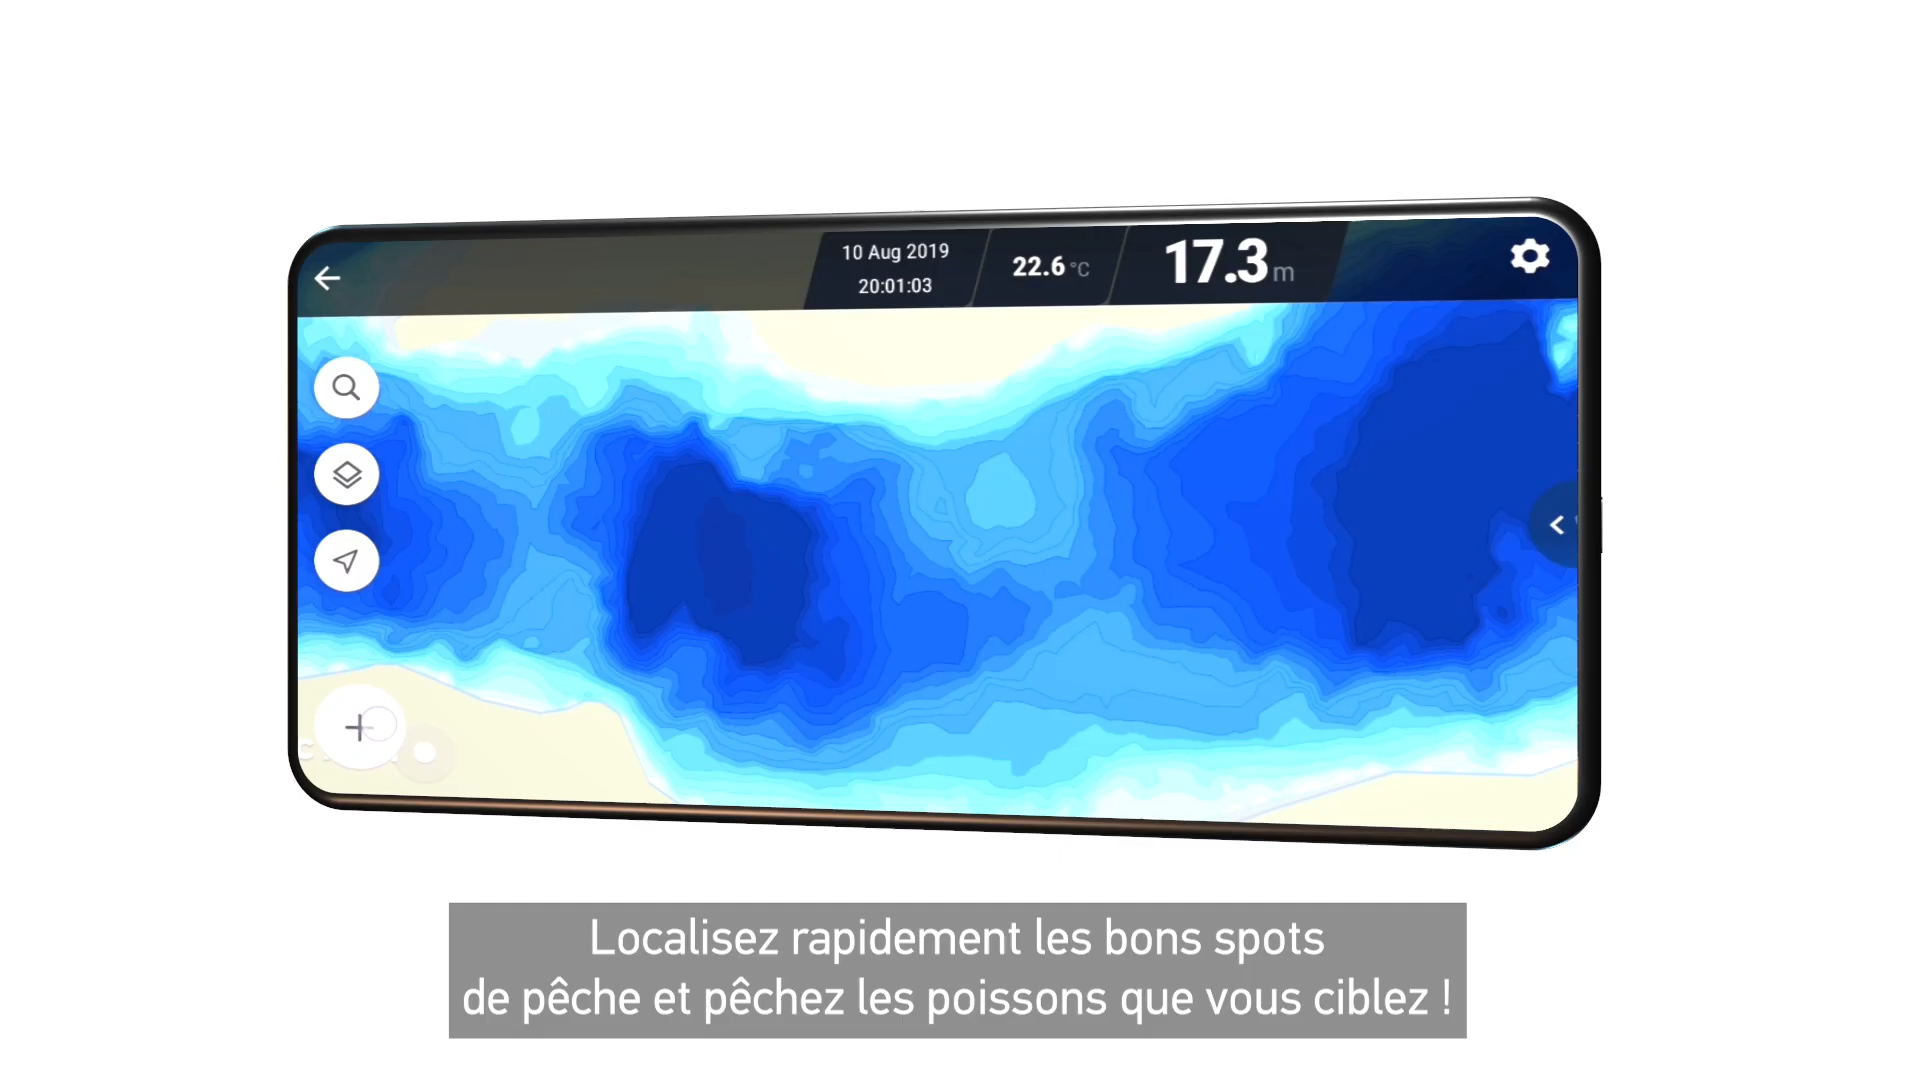 10 Aug 2019
20:01:03
22.6 °C
17.3 m
Localisez rapidement les bons spots
de pêche et pêchez les poissons que vous ciblez !